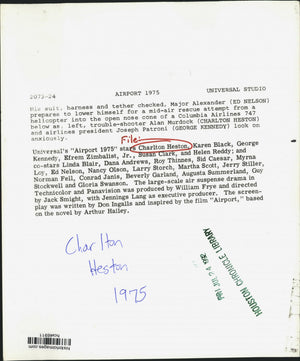 2073-24 AIRPORT 1975 UNIVERSAL STUDIO
His suit, harness and tether checked, Major Alexander (ED NELSON)
prepares to lower himself for a mid-air rescue attempt from a
helicopter into the open nose cone of a Columbia Airlines 747
below as, left, trouble-shooter Alan Murdock (CHARLTON HESTON)
and airlines president Joseph Patroni (GEORGE KENNEDY) look on
anxiously.
File:
Universal's "Airport 1975" stars Charlton Heston, Karen Black, George
Kennedy, Efrem Zimbalist, Jr., Susan Clark, and Helen Reddy; and
co-stars Linda Blair, Dana Andrews, Roy Thinnes, Sid Caesar, Myrna
Loy, Ed Nelson, Nancy Olson, Larry Storch, Martha Scott, Jerry Stiller,
Norman Fell, Conrad Janis, Beverly Garland, Augusta Summerland, Guy
Stockwell and Gloria Swanson. The large-scale air suspense drama in
Technicolor and Panavision was produced by William Frye and directed
by Jack Smight, with Jennings Lang as executive producer. The screen-
play was written by Don Ingalls and inspired by the film "Airport," based
on the novel by Arthur Hailey.
Charlton
Heston
1975
HOUSTON CHRONICLE LIBRARY